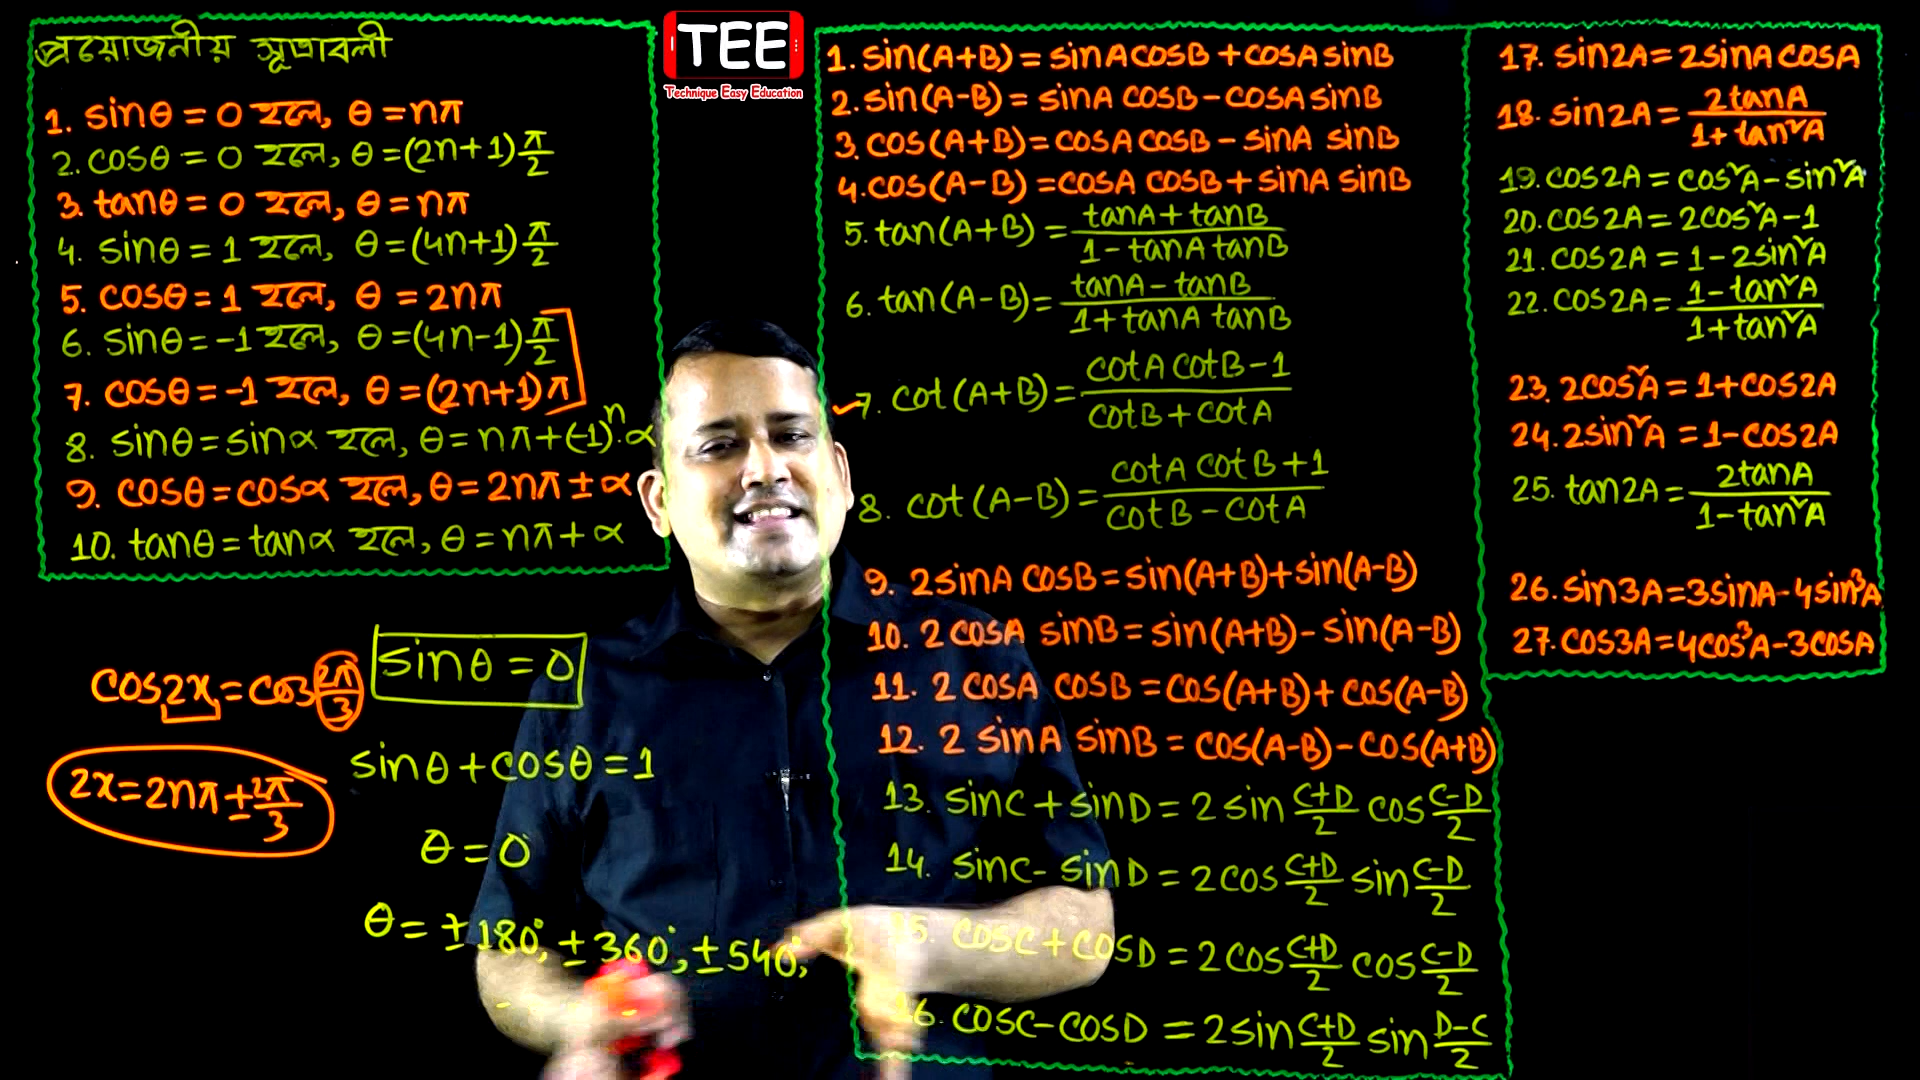 প্রয়োজনীয় সূত্রাবলী
1. sinθ = 0 হলে, θ = nπ
2. cosθ = 0 হলে, θ = (2n+1)π/2
3. tanθ = 0 হলে, θ = nπ
4. sinθ = 1 হলে, θ = (4n+1)π/2
5. cosθ = 1 হলে, θ = 2nπ
6. sinθ = -1 হলে, θ = (4n-1)π/2
7. cosθ = -1 হলে, θ = (2n+1)π
8. sinθ = sinα হলে, θ = nπ+(-1)ⁿ·α
9. cosθ = cosα হলে, θ = 2nπ ± α
10. tanθ = tanα হলে, θ = nπ + α
cos2x = cos 2π/3
2x = 2nπ ± 2π/3
sinθ = 0
sinθ + cosθ = 1
θ = 0
θ = ±180°, ±360°, ±540°,
TEE
Technique Easy Education
1. sin(A+B) = sinA cosB + cosA sinB
2. sin(A-B) = sinA cosB - cosA sinB
3. cos(A+B) = cosA cosB - sinA sinB
4. cos(A-B) = cosA cosB + sinA sinB
5. tan(A+B) = (tanA + tanB)/(1 - tanA tanB)
6. tan(A-B) = (tanA - tanB)/(1 + tanA tanB)
7. cot(A+B) = (cotA cotB - 1)/(cotB + cotA)
8. cot(A-B) = (cotA cotB + 1)/(cotB - cotA)
9. 2sinA cosB = sin(A+B) + sin(A-B)
10. 2cosA sinB = sin(A+B) - sin(A-B)
11. 2cosA cosB = cos(A+B) + cos(A-B)
12. 2sinA sinB = cos(A-B) - cos(A+B)
13. sinC + sinD = 2sin (C+D)/2 cos (C-D)/2
14. sinC - sinD = 2cos (C+D)/2 sin (C-D)/2
15. cosC + cosD = 2cos (C+D)/2 cos (C-D)/2
16. cosC - cosD = 2sin (C+D)/2 sin (D-C)/2
17. sin2A = 2sinA cosA
18. sin2A = 2tanA/(1 + tan²A)
19. cos2A = cos²A - sin²A
20. cos2A = 2cos²A - 1
21. cos2A = 1 - 2sin²A
22. cos2A = (1 - tan²A)/(1 + tan²A)
23. 2cos²A = 1 + cos2A
24. 2sin²A = 1 - cos2A
25. tan2A = 2tanA/(1 - tan²A)
26. sin3A = 3sinA - 4sin³A
27. cos3A = 4cos³A - 3cosA